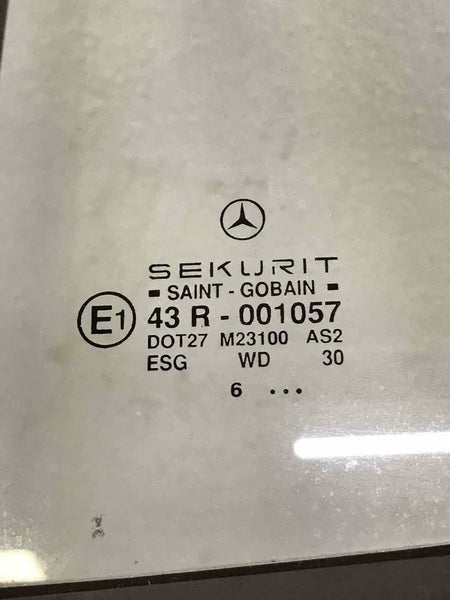 SEKURIT
SAINT - GOBAIN
E1 43 R - 001057
DOT27 M23100 AS2
ESG WD 30
6 ...